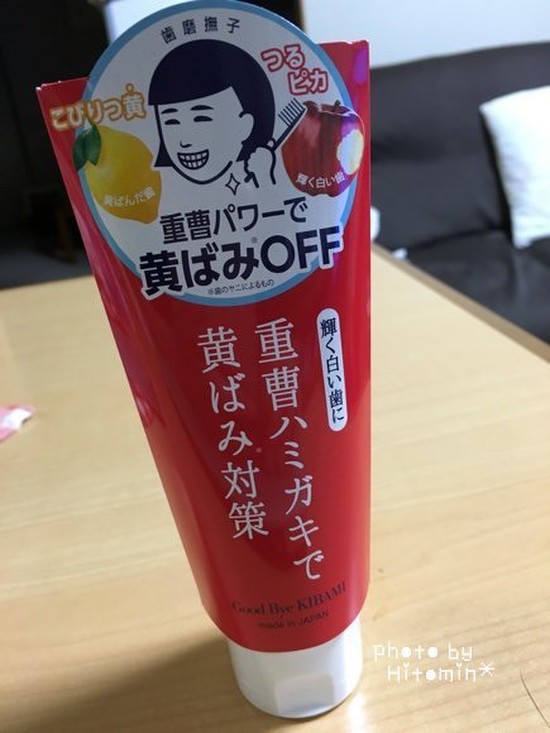 歯磨撫子
つる
ピカ
こびりつ黄
黄ばんだ歯
輝く白い歯
重曹パワーで
黄ばみ※OFF
※歯のヤニによるもの
輝く白い歯に
重曹ハミガキで
黄ばみ※対策
Good Bye KIBAMI
made in JAPAN
photo by
Hitomin*